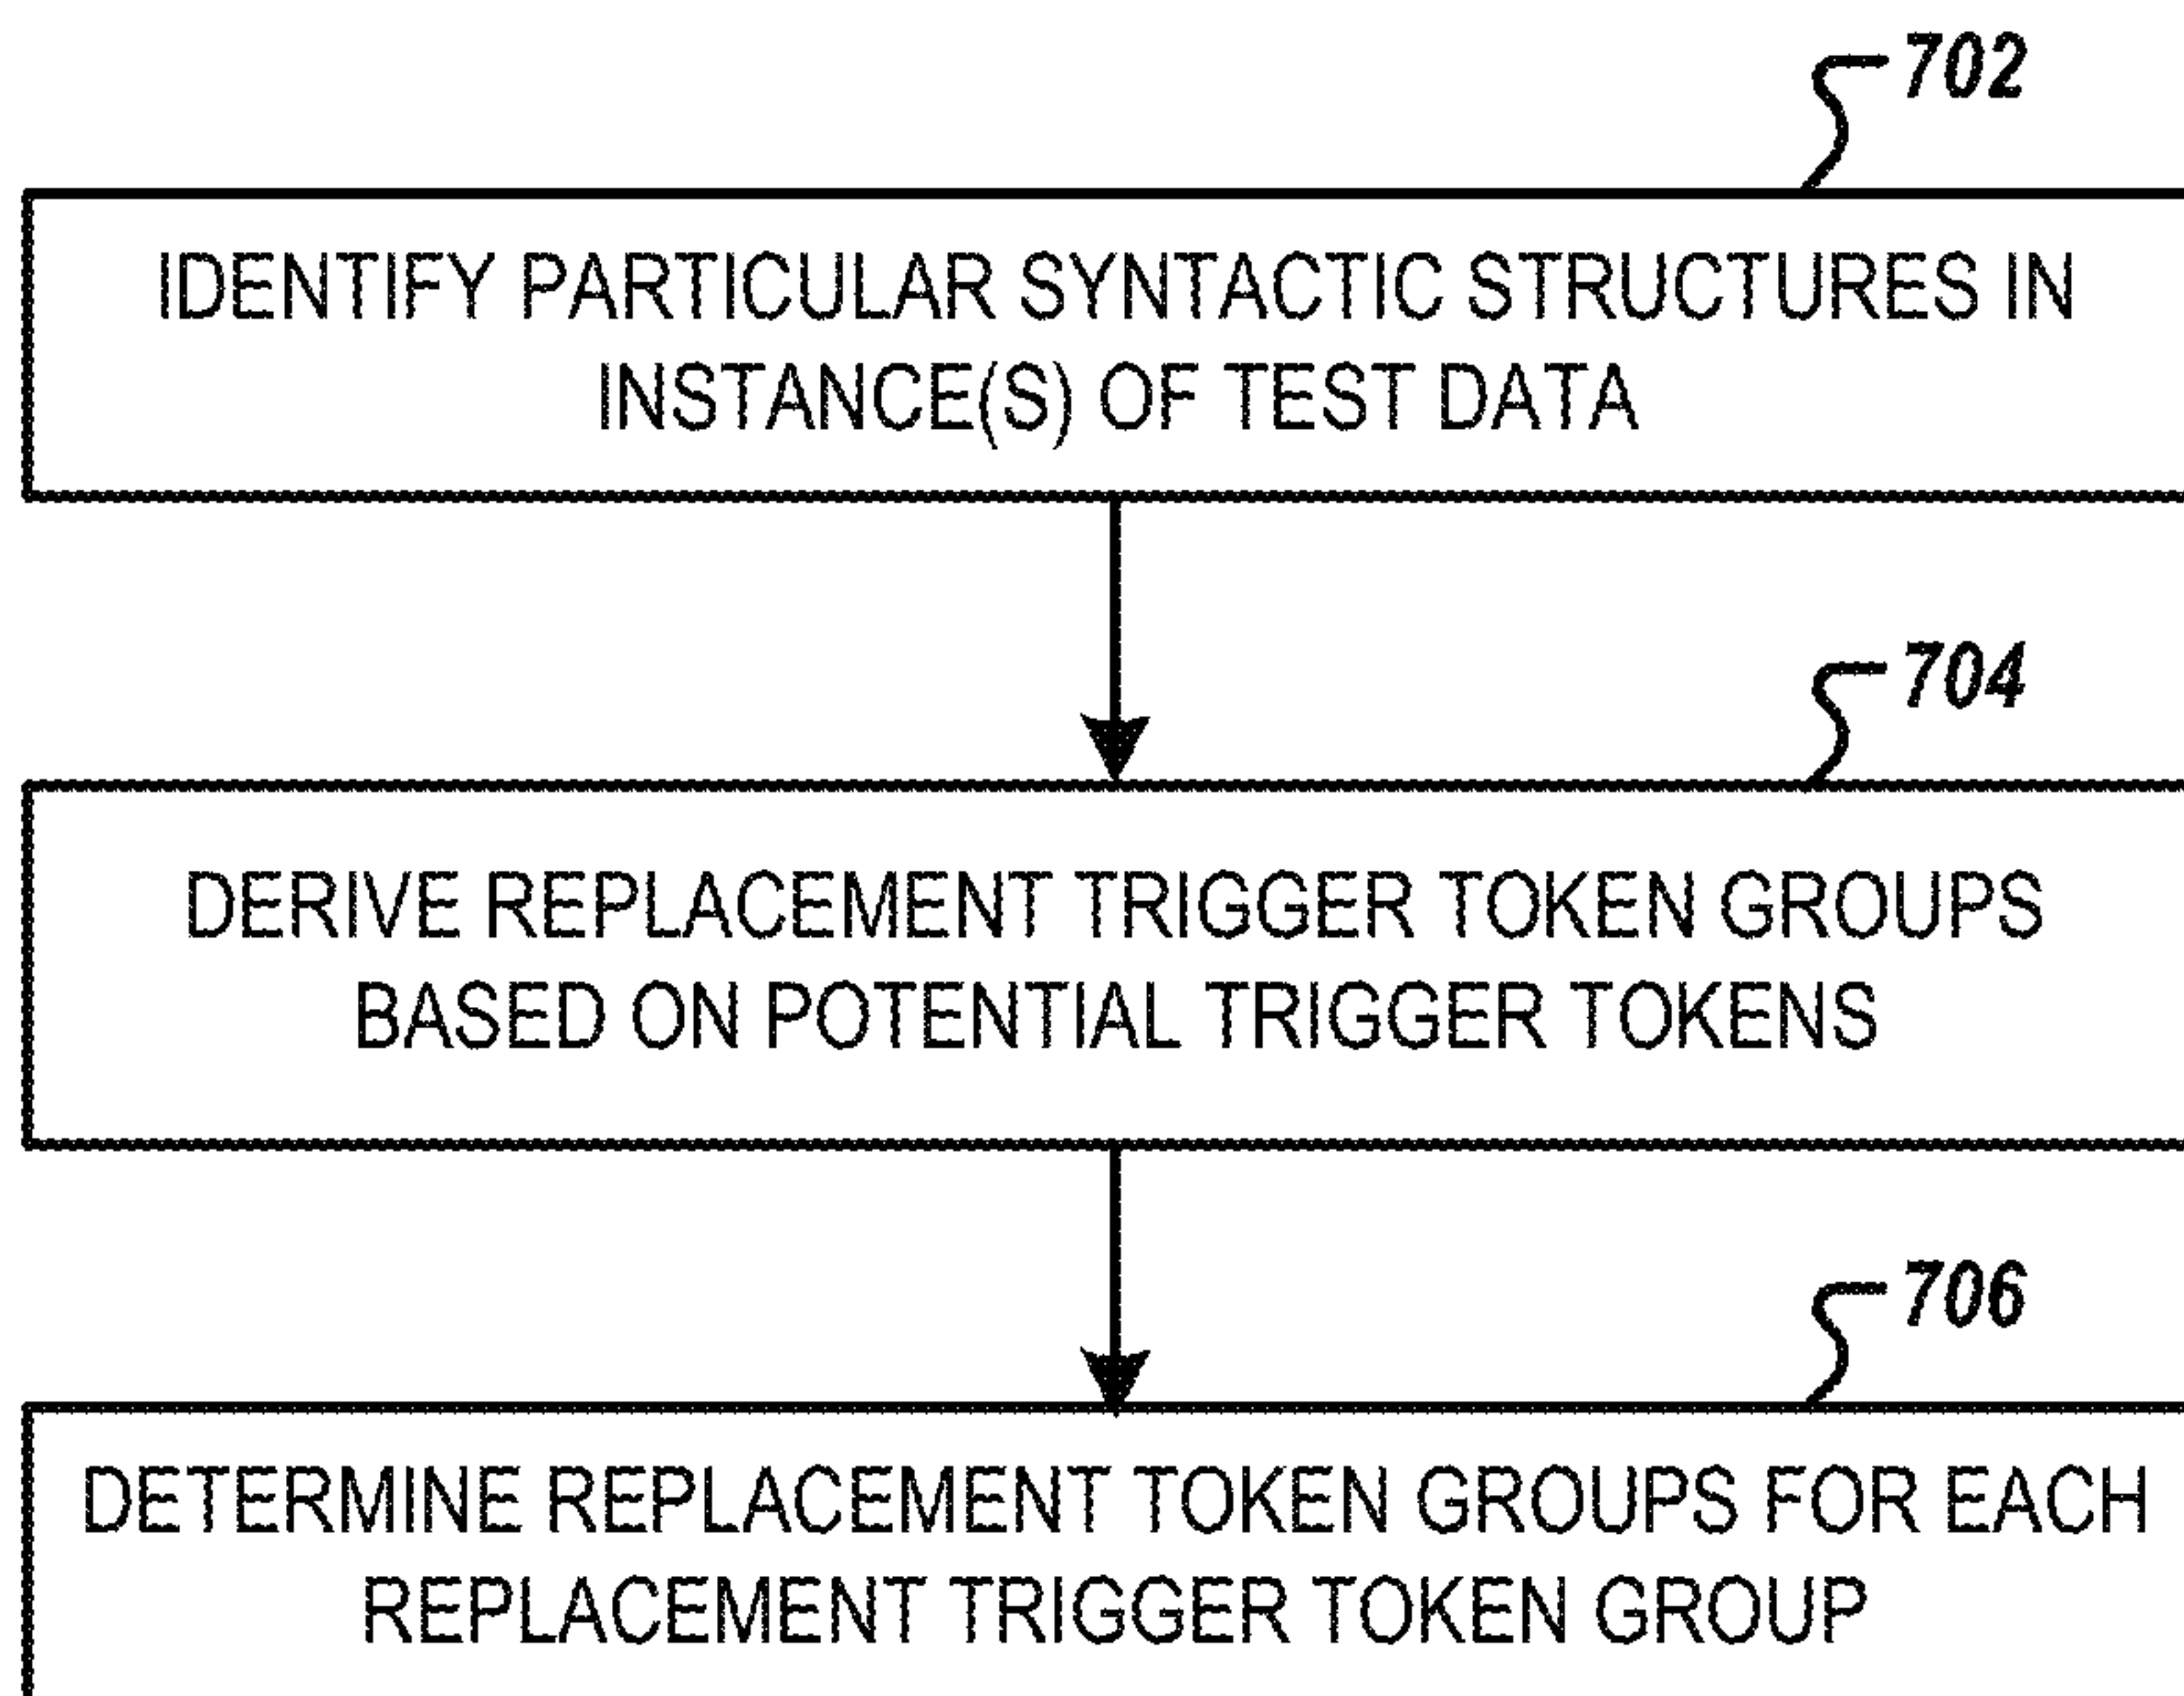 702
IDENTIFY PARTICULAR SYNTACTIC STRUCTURES IN
INSTANCE(S) OF TEST DATA
704
DERIVE REPLACEMENT TRIGGER TOKEN GROUPS
BASED ON POTENTIAL TRIGGER TOKENS
706
DETERMINE REPLACEMENT TOKEN GROUPS FOR EACH
REPLACEMENT TRIGGER TOKEN GROUP